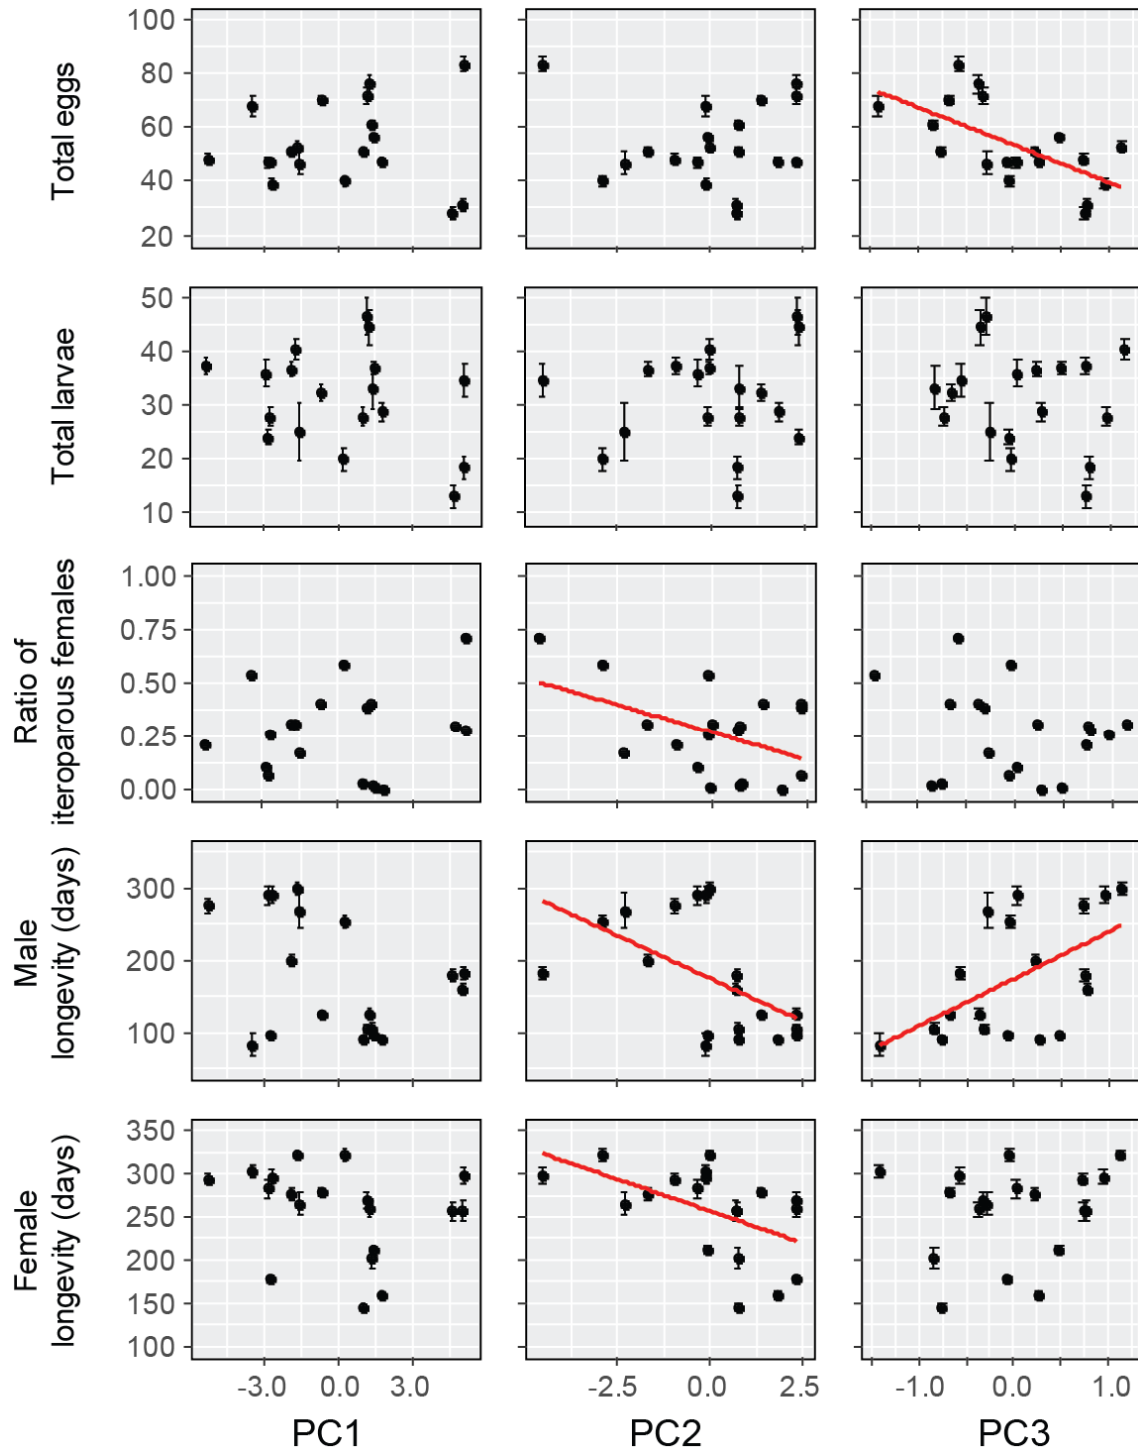 Total eggs
100
80
60
40
20
Total larvae
50
40
30
20
10
Ratio of
iteroparous females
1.00
0.75
0.50
0.25
0.00
Male
longevity (days)
300
200
100
Female
longevity (days)
350
300
250
200
150
100
-3.0 0.0 3.0
-2.5 0.0 2.5
-1.0 0.0 1.0
PC1 PC2 PC3